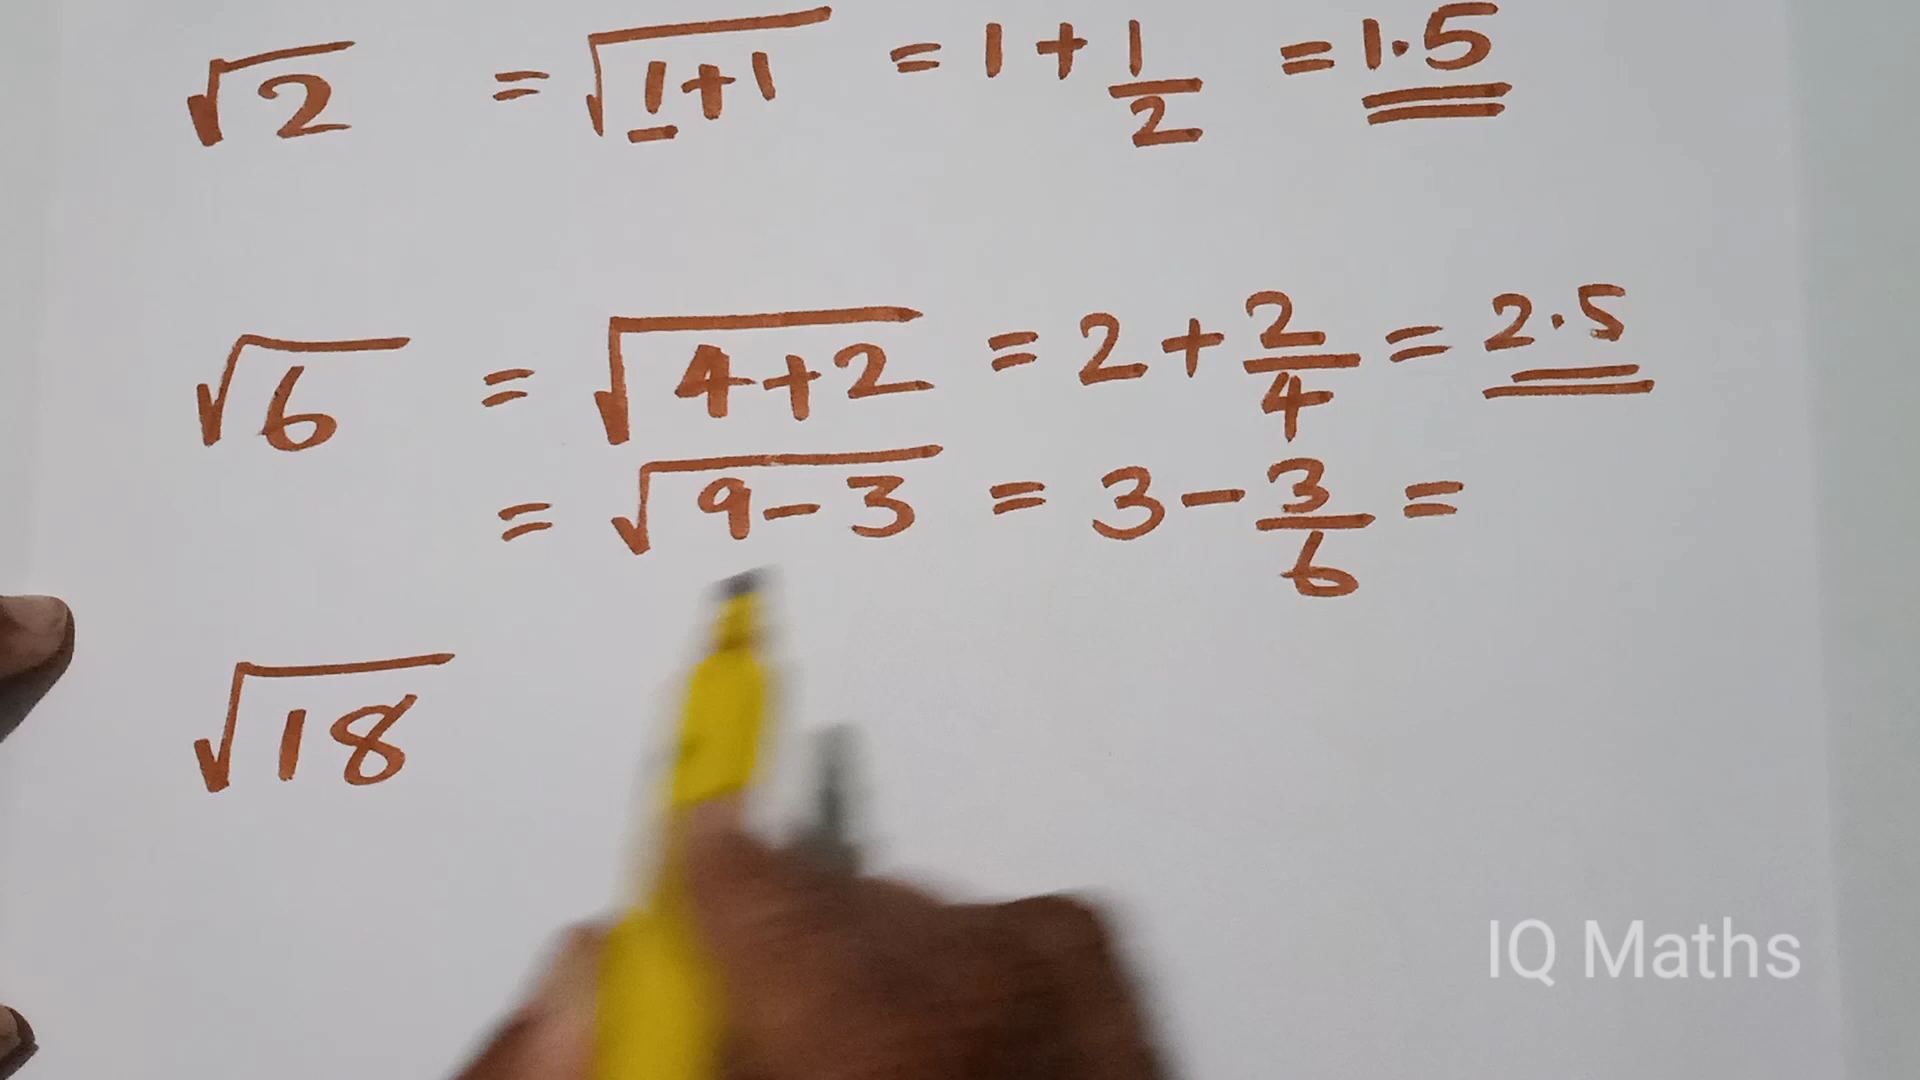 √2 = √1+1 = 1 + 1/2 = 1.5
√6 = √4+2 = 2 + 2/4 = 2.5
= √9-3 = 3 - 3/6 =
√18
IQ Maths